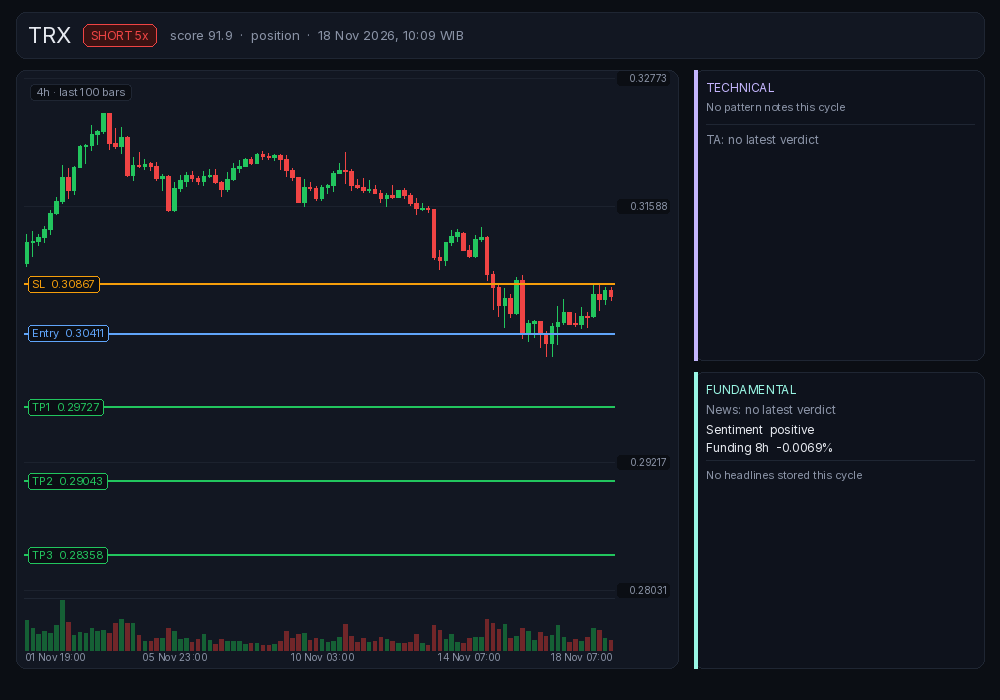 TRX SHORT 5x score 91.9 · position · 18 Nov 2026, 10:09 WIB
4h · last 100 bars
0.32773
0.31588
SL 0.30867
Entry 0.30411
TP1 0.29727
0.29217
TP2 0.29043
TP3 0.28358
0.28031
01 Nov 19:00 05 Nov 23:00 10 Nov 03:00 14 Nov 07:00 18 Nov 07:00
TECHNICAL
No pattern notes this cycle
TA: no latest verdict
FUNDAMENTAL
News: no latest verdict
Sentiment positive
Funding 8h -0.0069%
No headlines stored this cycle